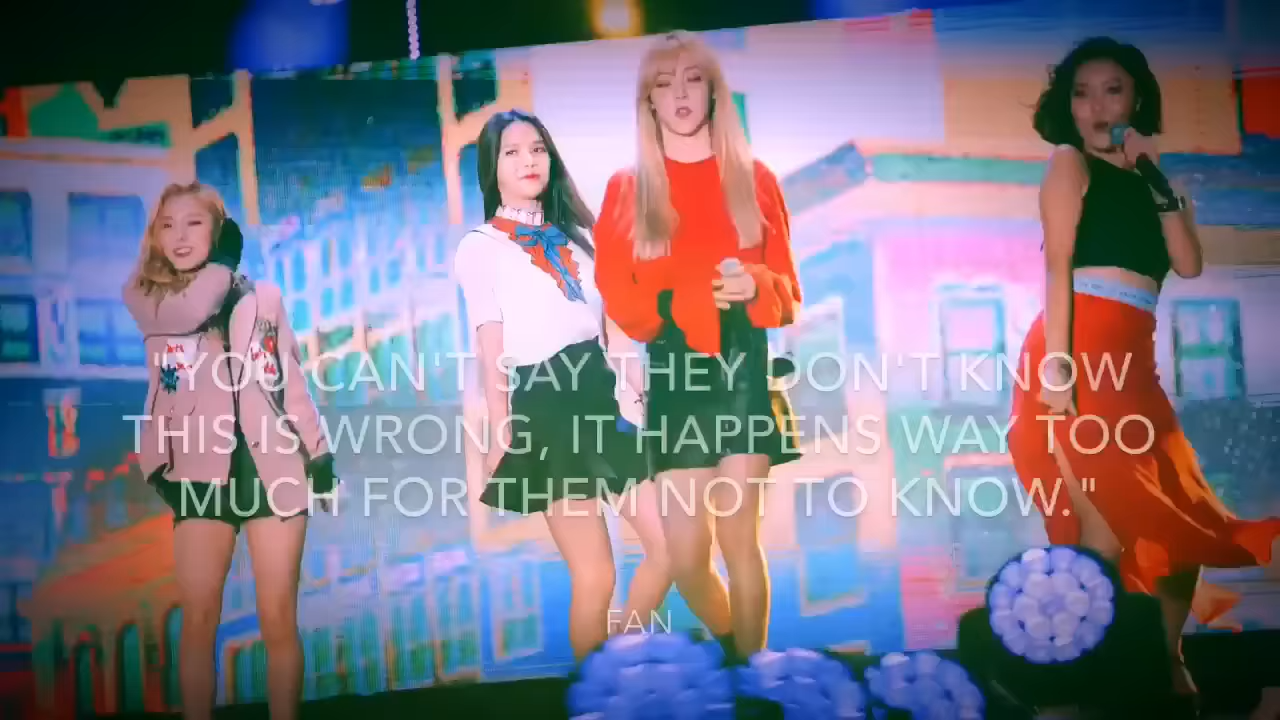 "YOU CAN'T SAY THEY DON'T KNOW
THIS IS WRONG, IT HAPPENS WAY TOO
MUCH FOR THEM NOT TO KNOW."
FAN